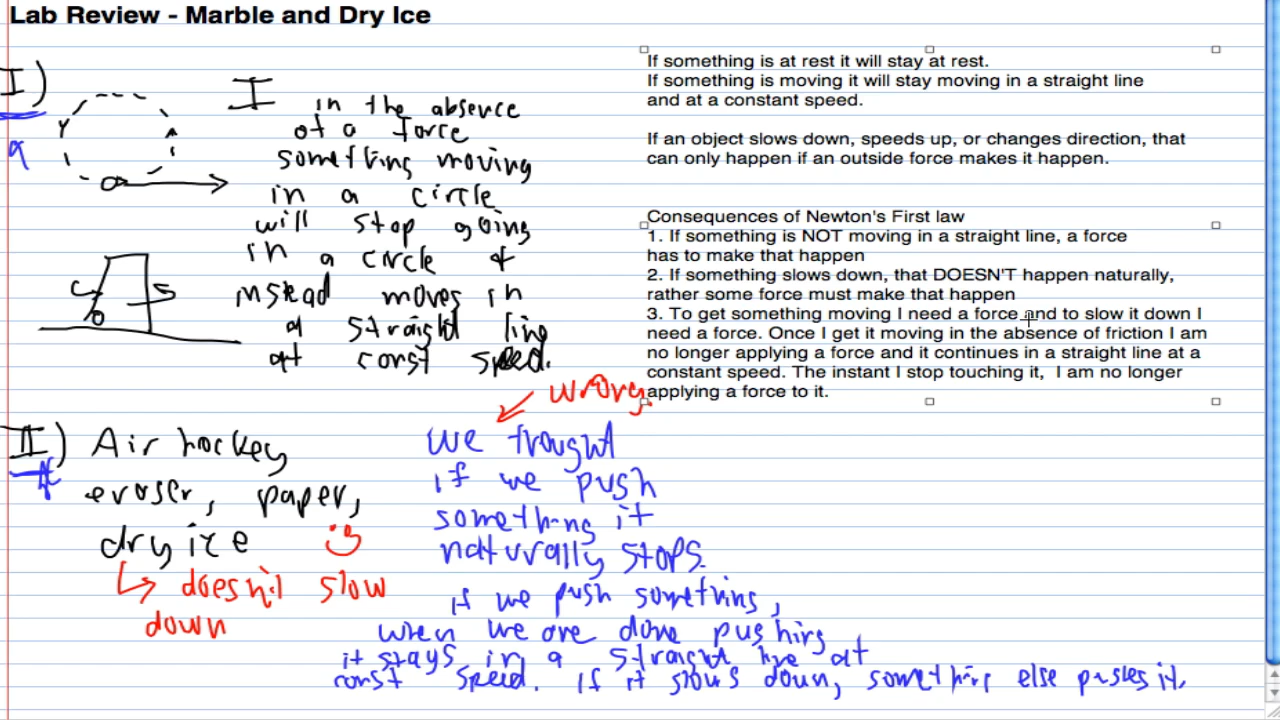 Lab Review - Marble and Dry Ice
I)
a
I in the absence
of a force
something moving
in a circle
will stop going
in a circle &
instead moves in
a straight line
at const speed.
If something is at rest it will stay at rest.
If something is moving it will stay moving in a straight line
and at a constant speed.
If an object slows down, speeds up, or changes direction, that
can only happen if an outside force makes it happen.
Consequences of Newton's First law
1. If something is NOT moving in a straight line, a force
has to make that happen
2. If something slows down, that DOESN'T happen naturally,
rather some force must make that happen
3. To get something moving I need a force and to slow it down I
need a force. Once I get it moving in the absence of friction I am
no longer applying a force and it continues in a straight line at a
constant speed. The instant I stop touching it, I am no longer
applying a force to it.
II) Air hockey
eraser, paper,
dry ice
doesn't slow
down
wrong
we thought
if we push
something it
naturally stops.
if we push something,
when we are done pushing
it stays in a straight line at
const speed. If it slows down, something else pushes it.